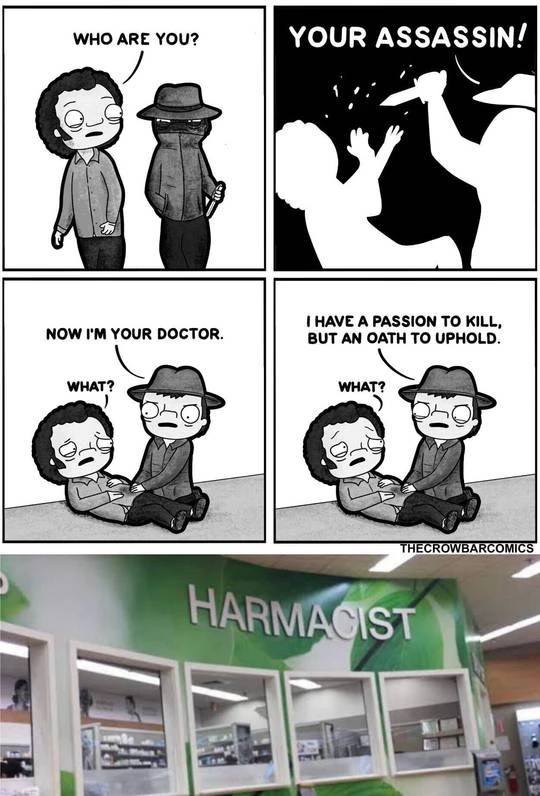 WHO ARE YOU?
YOUR ASSASSIN!
NOW I'M YOUR DOCTOR.
WHAT?
I HAVE A PASSION TO KILL,
BUT AN OATH TO UPHOLD.
WHAT?
THECROWBARCOMICS
HARMACIST